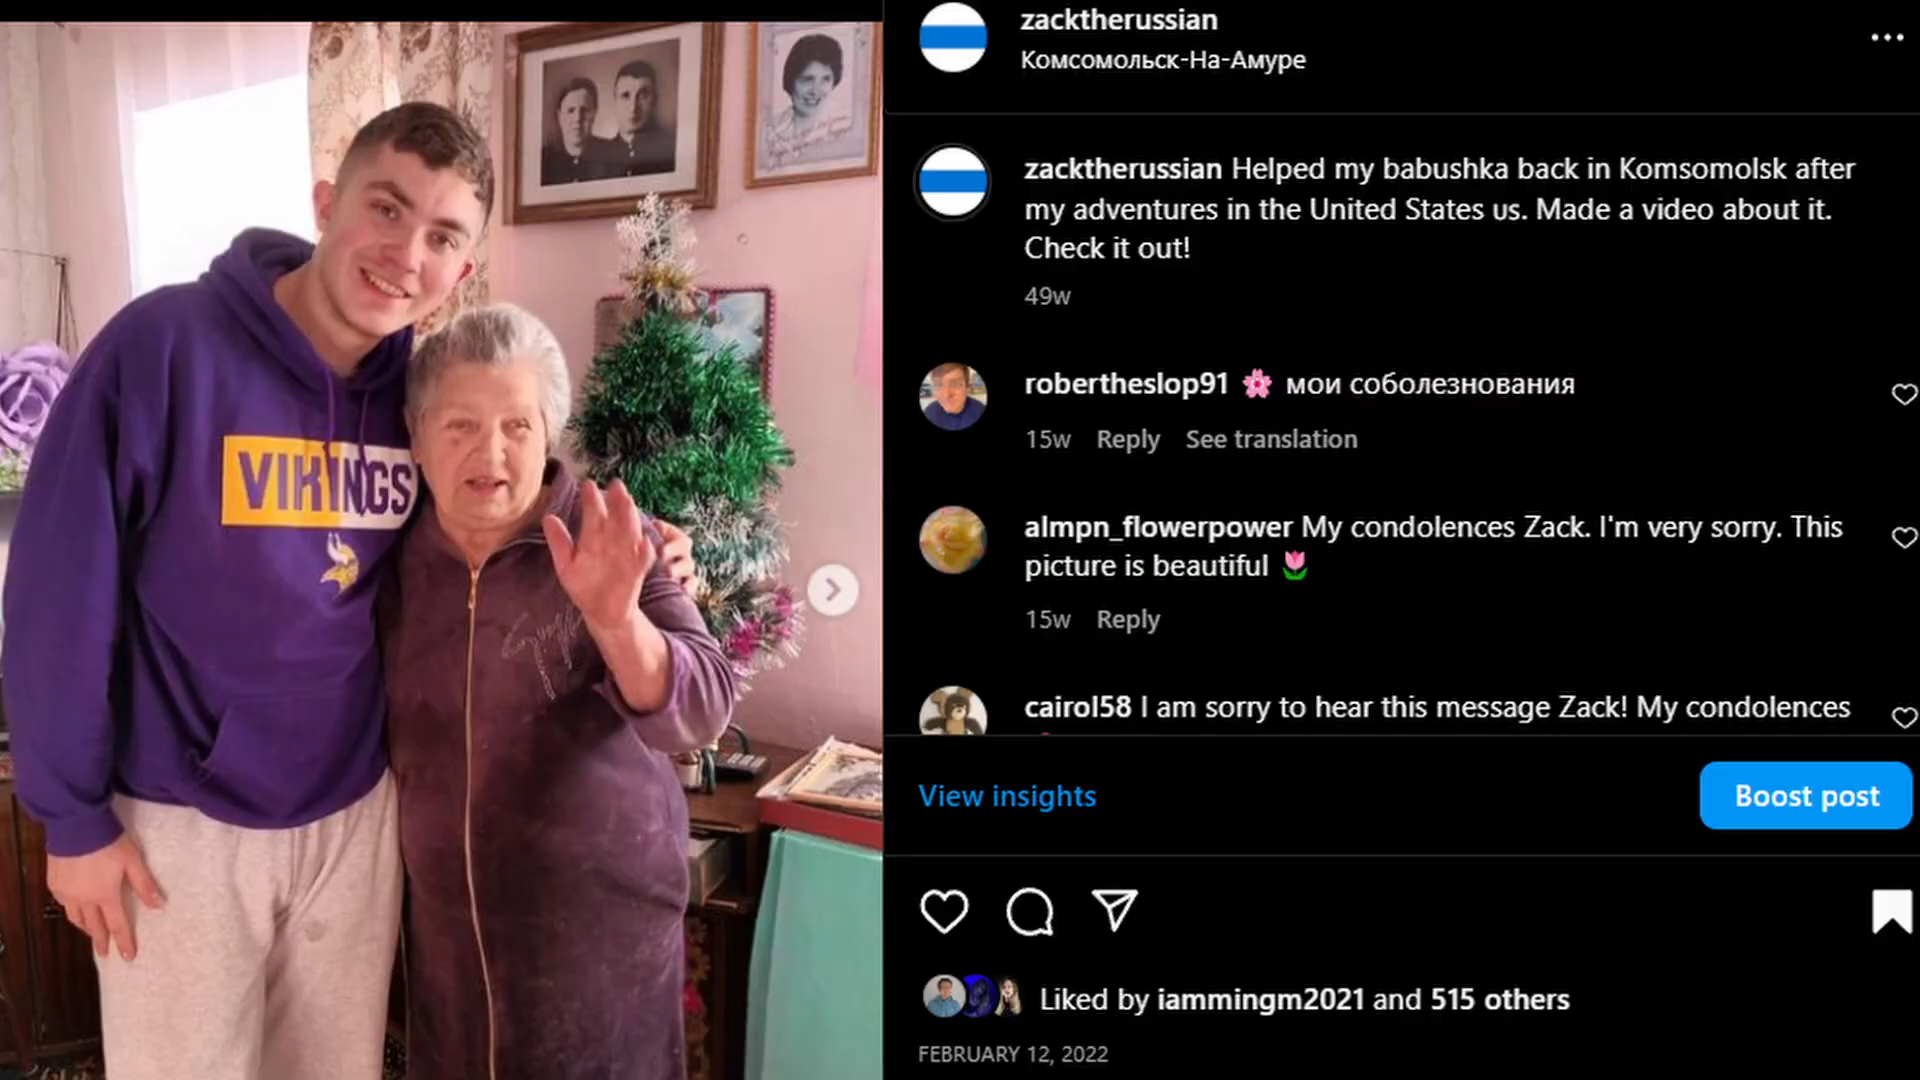 VIKINGS
zacktherussian
Комсомольск-На-Амуре
zacktherussian Helped my babushka back in Komsomolsk after
my adventures in the United States us. Made a video about it.
Check it out!
49w
robertheslop91 🌸 мои соболезнования
15w Reply See translation
almpn_flowerpower My condolences Zack. I'm very sorry. This
picture is beautiful 🌷
15w Reply
cairol58 I am sorry to hear this message Zack! My condolences
View insights
Boost post
Liked by iammingm2021 and 515 others
FEBRUARY 12, 2022